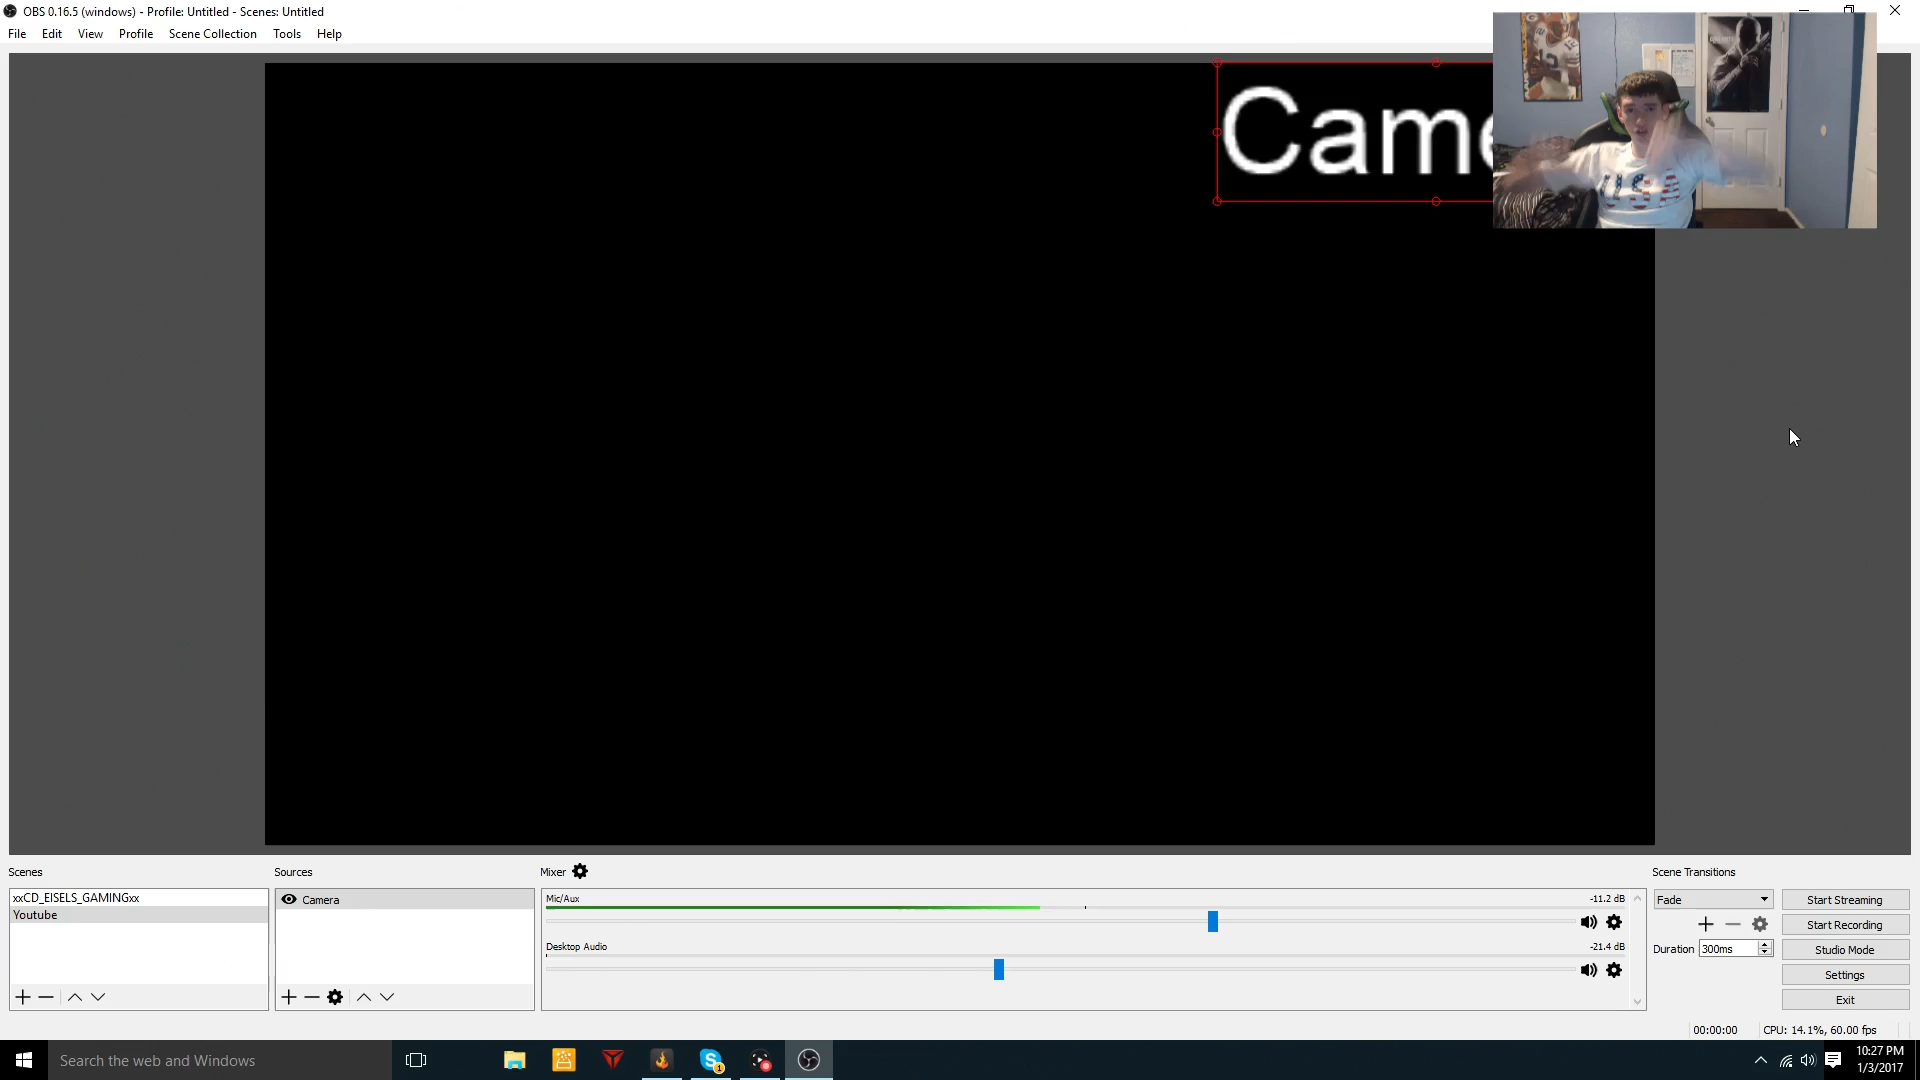 OBS 0.16.5 (windows) - Profile: Untitled - Scenes: Untitled
File Edit View Profile Scene Collection Tools Help
Came
12
USA
Scenes
xxCD_EISELS_GAMINGxx
Youtube
Sources
Camera
Mixer
Mic/Aux
-11.2 dB
Desktop Audio
-21.4 dB
Scene Transitions
Fade
Duration 300ms
Start Streaming
Start Recording
Studio Mode
Settings
Exit
00:00:00
CPU: 14.1%, 60.00 fps
Search the web and Windows
1
10:27 PM
1/3/2017